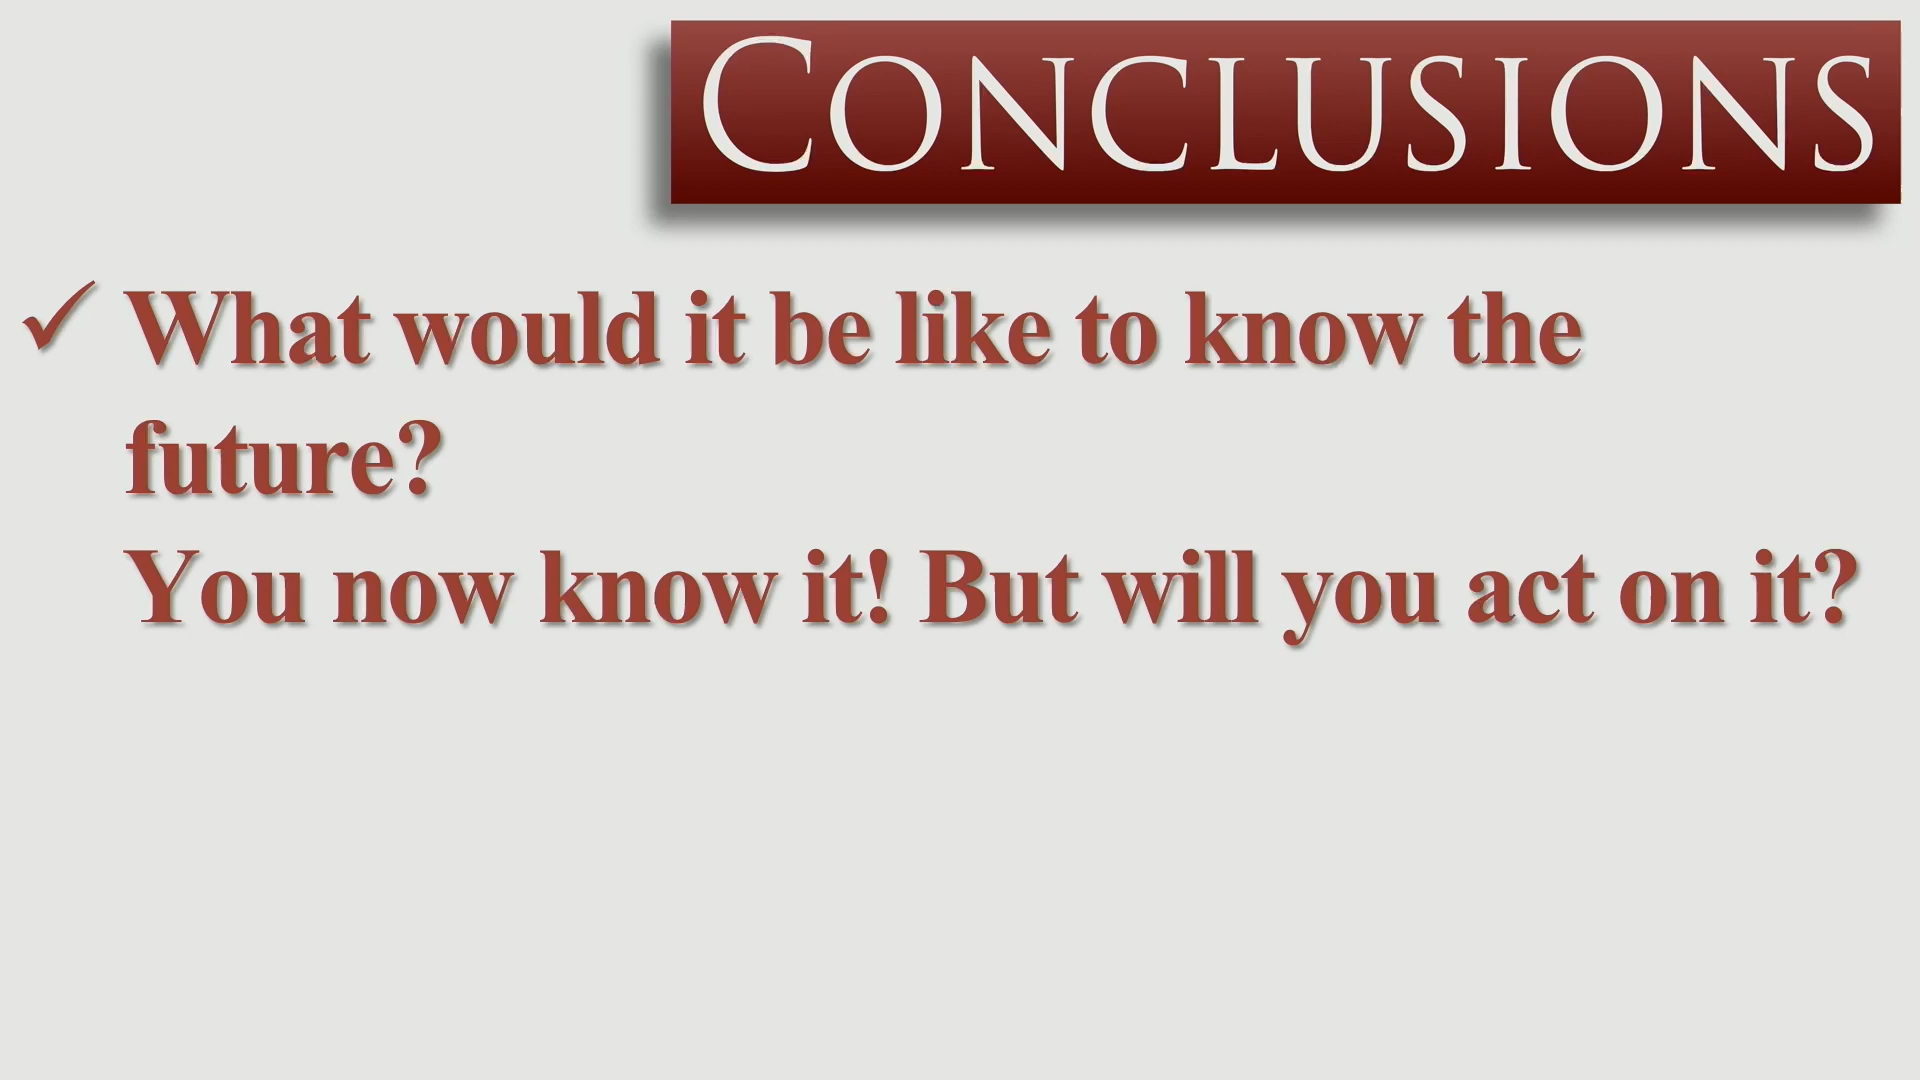 CONCLUSIONS
✓ What would it be like to know the
future?
You now know it! But will you act on it?